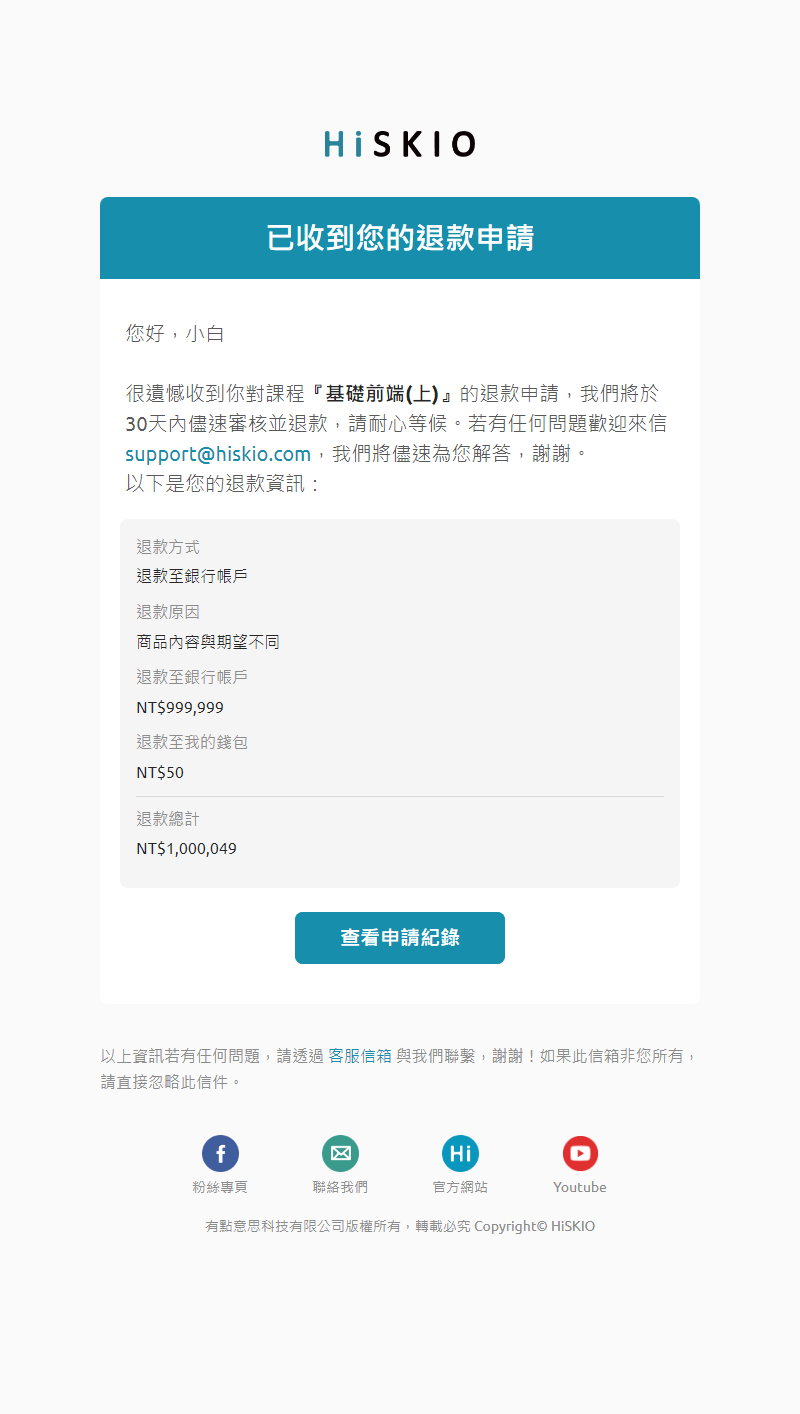 HiSKIO
已收到您的退款申請
您好，小白
很遺憾收到你對課程『基礎前端(上)』的退款申請，我們將於
30天內儘速審核並退款，請耐心等候。若有任何問題歡迎來信
support@hiskio.com，我們將儘速為您解答，謝謝。
以下是您的退款資訊：
退款方式
退款至銀行帳戶
退款原因
商品內容與期望不同
退款至銀行帳戶
NT$999,999
退款至我的錢包
NT$50
退款總計
NT$1,000,049
查看申請紀錄
以上資訊若有任何問題，請透過 客服信箱 與我們聯繫，謝謝！如果此信箱非您所有，
請直接忽略此信件。
f Hi
粉絲專頁 聯絡我們 官方網站 Youtube
有點意思科技有限公司版權所有，轉載必究 Copyright© HiSKIO